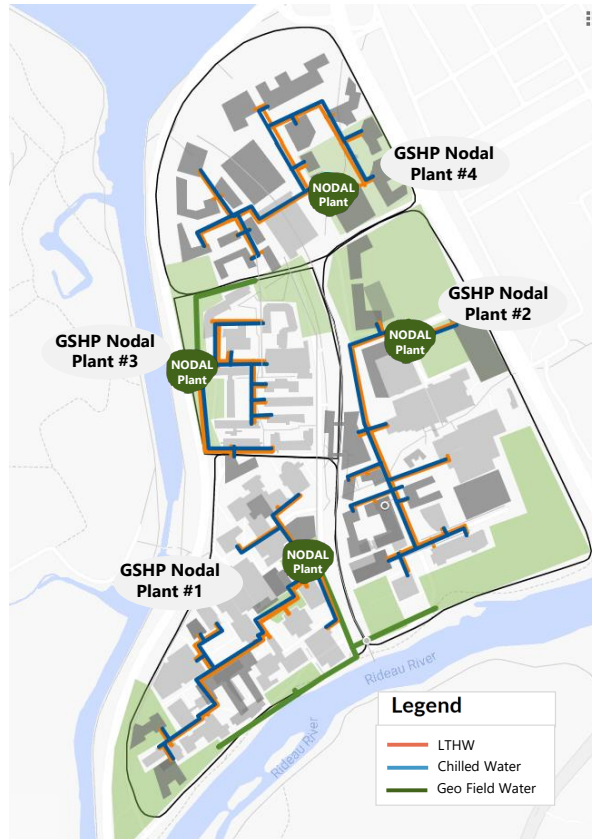 GSHP Nodal
Plant #4
NODAL
Plant
GSHP Nodal
Plant #2
NODAL
Plant
GSHP Nodal
Plant #3
NODAL
Plant
NODAL
Plant
GSHP Nodal
Plant #1
Rideau River
Rideau River
Legend
LTHW
Chilled Water
Geo Field Water